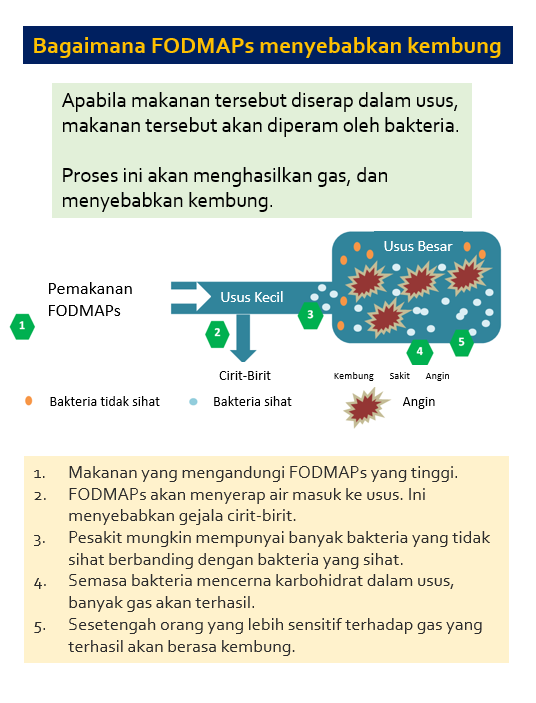 Bagaimana FODMAPs menyebabkan kembung
Apabila makanan tersebut diserap dalam usus,
makanan tersebut akan diperam oleh bakteria.
Proses ini akan menghasilkan gas, dan
menyebabkan kembung.
Usus Besar
Pemakanan
FODMAPs
Usus Kecil
1
2
3
4
5
Cirit-Birit
Kembung Sakit Angin
Bakteria tidak sihat
Bakteria sihat
Angin
1. Makanan yang mengandungi FODMAPs yang tinggi.
2. FODMAPs akan menyerap air masuk ke usus. Ini
menyebabkan gejala cirit-birit.
3. Pesakit mungkin mempunyai banyak bakteria yang tidak
sihat berbanding dengan bakteria yang sihat.
4. Semasa bakteria mencerna karbohidrat dalam usus,
banyak gas akan terhasil.
5. Sesetengah orang yang lebih sensitif terhadap gas yang
terhasil akan berasa kembung.